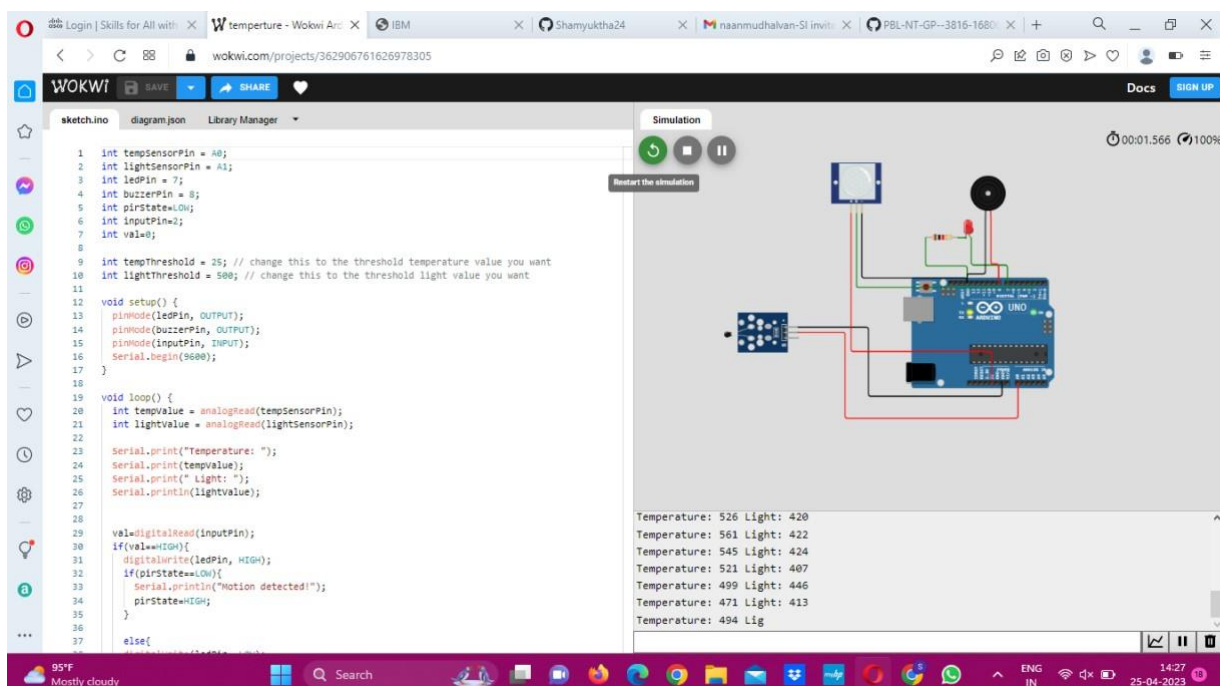 Login | Skills for All with
temperture - Wokwi Ard
IBM
Shamyuktha24
naanmudhalvan-SI invite
PBL-NT-GP--3816-1680
wokwi.com/projects/362906761626978305
WOKWi SAVE SHARE Docs SIGN UP
sketch.ino diagram.json Library Manager
Simulation
00:01.566 100%
Restart the simulation
1 int tempSensorPin = A0;
2 int lightSensorPin = A1;
3 int ledPin = 7;
4 int buzzerPin = 8;
5 int pirState=LOW;
6 int inputPin=2;
7 int val=0;
8
9 int tempThreshold = 25; // change this to the threshold temperature value you want
10 int lightThreshold = 500; // change this to the threshold light value you want
11
12 void setup() {
13 pinMode(ledPin, OUTPUT);
14 pinMode(buzzerPin, OUTPUT);
15 pinMode(inputPin, INPUT);
16 Serial.begin(9600);
17 }
18
19 void loop() {
20 int tempValue = analogRead(tempSensorPin);
21 int lightValue = analogRead(lightSensorPin);
22
23 Serial.print("Temperature: ");
24 Serial.print(tempValue);
25 Serial.print(" Light: ");
26 Serial.println(lightValue);
27
28
29 val=digitalRead(inputPin);
30 if(val==HIGH){
31 digitalWrite(ledPin, HIGH);
32 if(pirState==LOW){
33 Serial.println("Motion detected!");
34 pirState=HIGH;
35 }
36
37 else{
UNO
ARDUINO
Temperature: 526 Light: 420
Temperature: 561 Light: 422
Temperature: 545 Light: 424
Temperature: 521 Light: 407
Temperature: 499 Light: 446
Temperature: 471 Light: 413
Temperature: 494 Lig
95°F
Mostly cloudy
Search
ENG
IN
14:27
25-04-2023
18